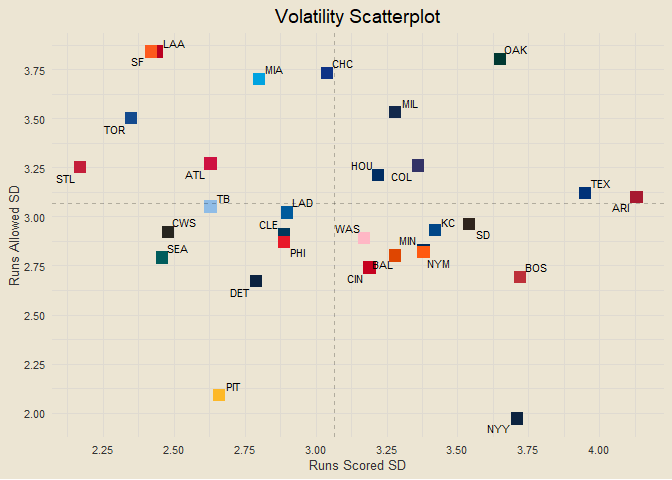 Volatility Scatterplot
LAA
SF
OAK
CHC
MIA
3.75
MIL
3.50
TOR
HOU
COL
3.25
ATL
STL
TEX
ARI
TB
LAD
3.00
CWS
CLE
WAS
KC
SD
MIN
SEA
PHI
BAL
NYM
2.75
CIN
BOS
DET
2.50
2.25
PIT
2.00
NYY
Runs Allowed SD
2.25 2.50 2.75 3.00 3.25 3.50 3.75 4.00
Runs Scored SD